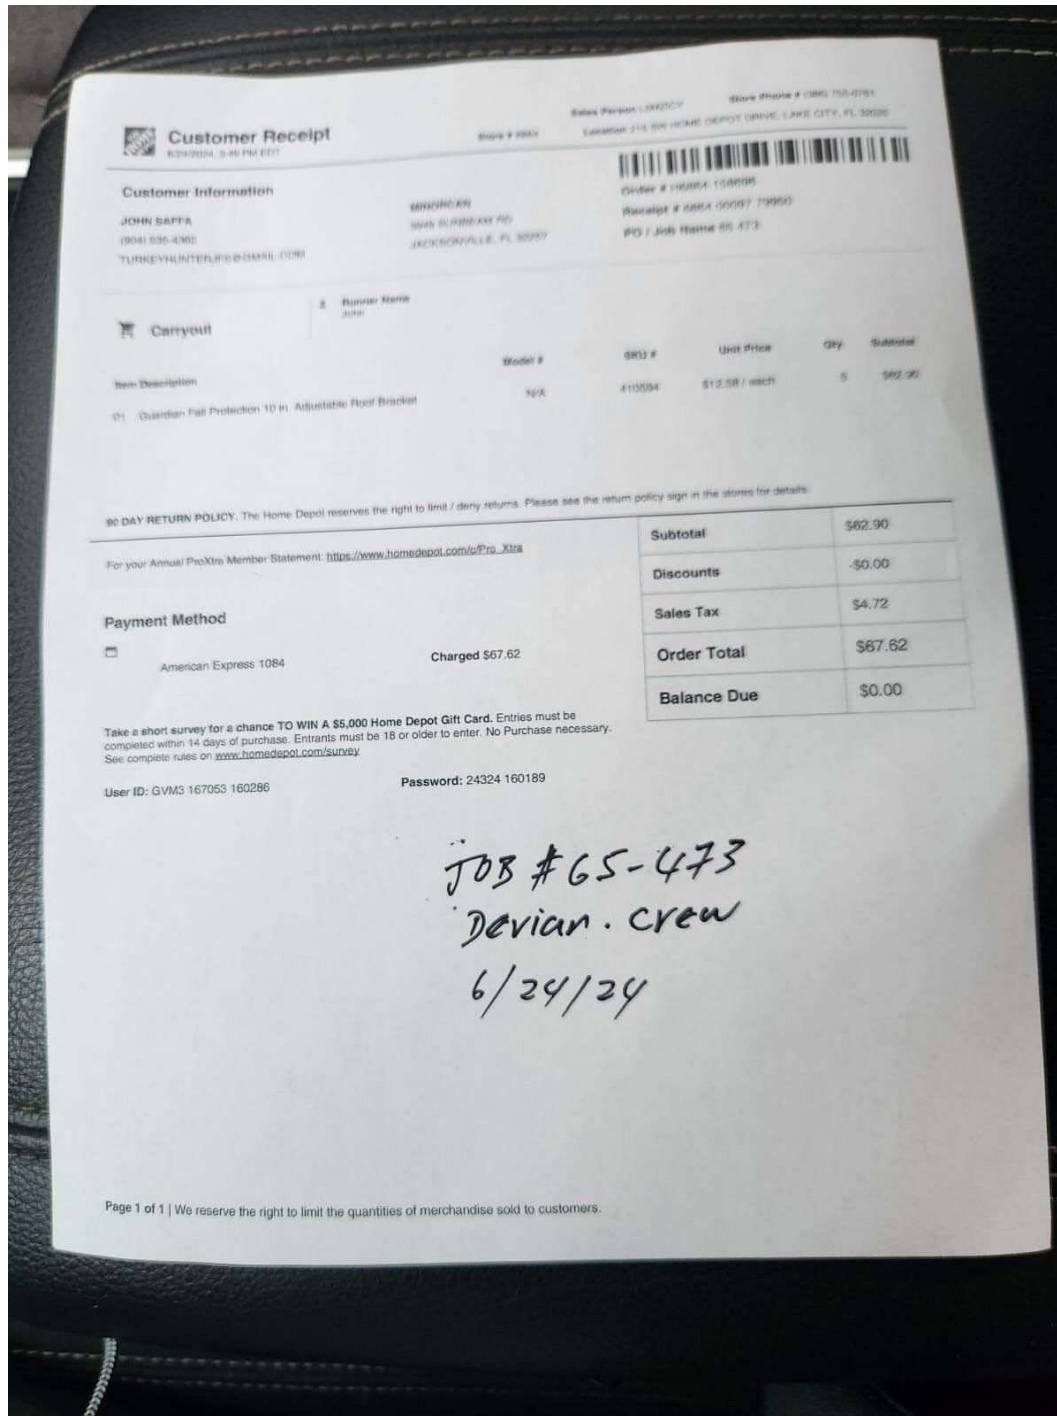 Customer Receipt
Customer Information
Carryout
Runner Name
John
Item Description
Model #
SKU #
Unit Price
Qty
Subtotal
01 Guardian Fall Protection 10 in. Adjustable Roof Bracket
N/A
$12.58 / each
5
$62.90
90 DAY RETURN POLICY. The Home Depot reserves the right to limit / deny returns. Please see the return policy sign in the stores for details.
For your Annual ProXtra Member Statement: https://www.homedepot.com/c/Pro_Xtra
Subtotal $62.90
Discounts -$0.00
Sales Tax $4.72
Order Total $67.62
Balance Due $0.00
Payment Method
American Express 1084
Charged $67.62
Take a short survey for a chance TO WIN A $5,000 Home Depot Gift Card. Entries must be
completed within 14 days of purchase. Entrants must be 18 or older to enter. No Purchase necessary.
See complete rules on www.homedepot.com/survey
User ID: GVM3 167053 160286
Password: 24324 160189
JOB #65-473
Devian. crew
6/24/24
Page 1 of 1 | We reserve the right to limit the quantities of merchandise sold to customers.